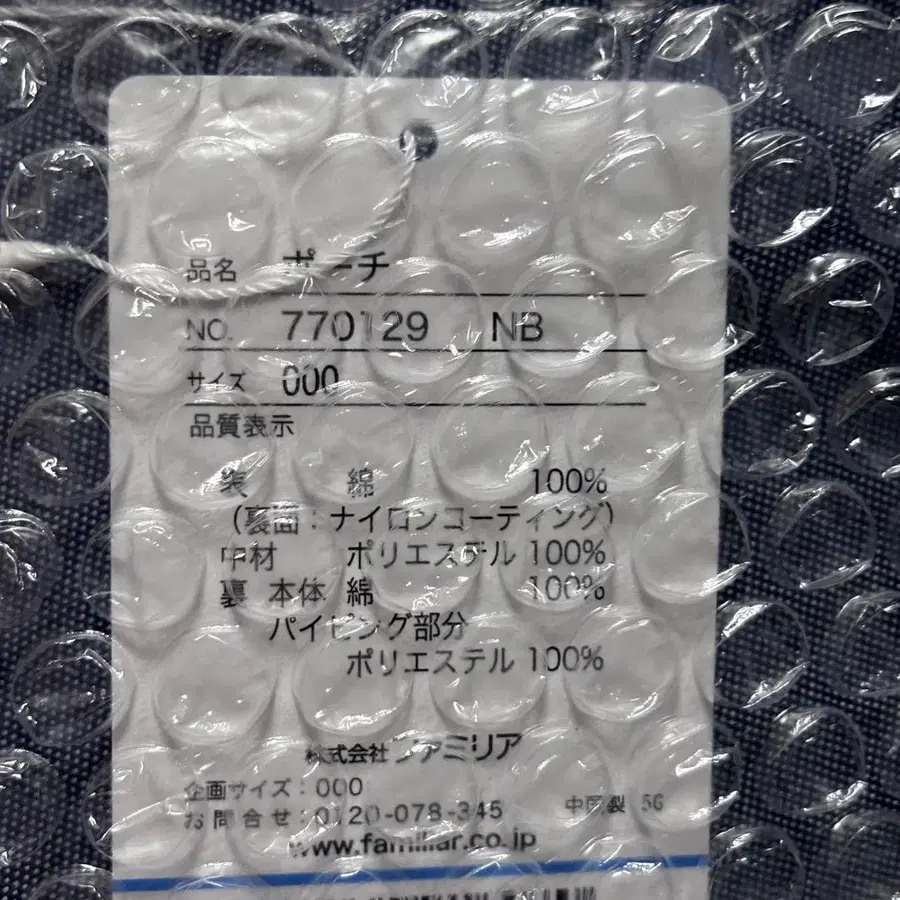 品名 ポーチ
NO. 770129 NB
サイズ 000
品質表示
表 綿 100%
(裏面:ナイロンコーティング)
中材 ポリエステル 100%
裏 本体 綿 100%
パイピング部分
ポリエステル 100%
株式会社ファミリア
企画サイズ:000
お問合せ:0120-078-345
中国製 5G
www.familiar.co.jp